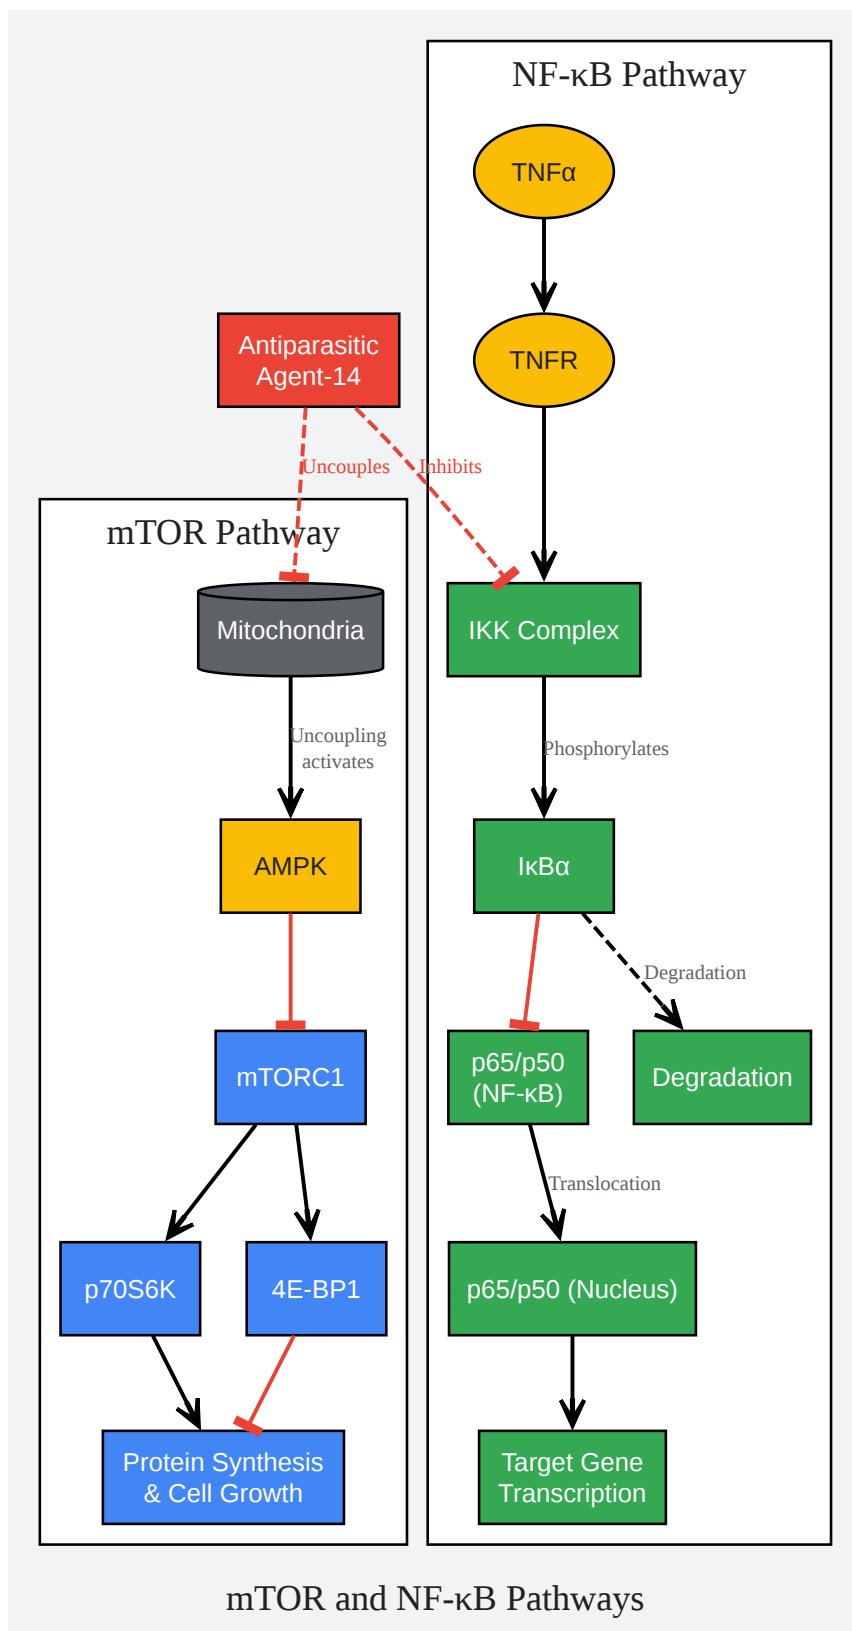 NF-κB Pathway
TNFα
TNFR
Antiparasitic
Agent-14
Uncouples
Inhibits
mTOR Pathway
Mitochondria
IKK Complex
Uncoupling
activates
Phosphorylates
AMPK
IκBα
Degradation
mTORC1
p65/p50
(NF-κB)
Degradation
Translocation
p70S6K
4E-BP1
p65/p50 (Nucleus)
Protein Synthesis
& Cell Growth
Target Gene
Transcription
mTOR and NF-κB Pathways